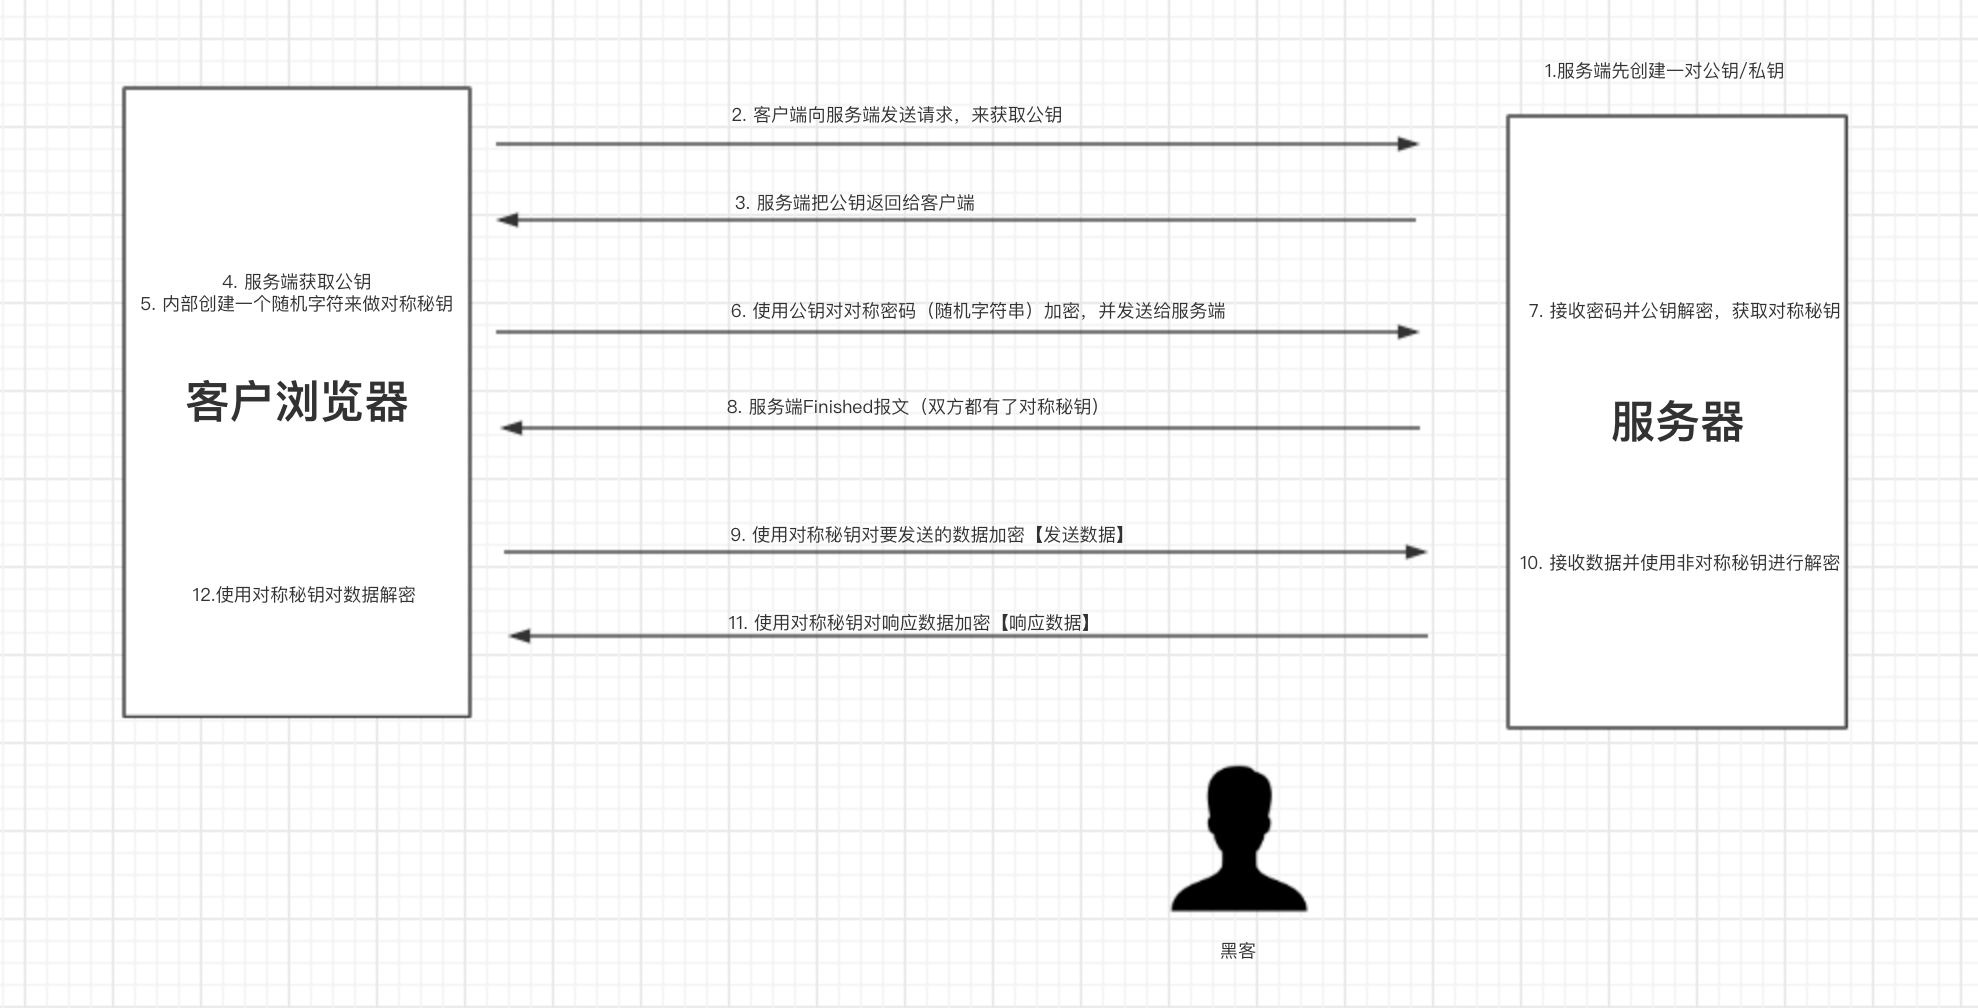 1.服务端先创建一对公钥/私钥
2. 客户端向服务端发送请求，来获取公钥
3. 服务端把公钥返回给客户端
4. 服务端获取公钥
5. 内部创建一个随机字符来做对称秘钥
6. 使用公钥对对称密码（随机字符串）加密，并发送给服务端
7. 接收密码并公钥解密，获取对称秘钥
客户浏览器
8. 服务端Finished报文（双方都有了对称秘钥）
服务器
9. 使用对称秘钥对要发送的数据加密【发送数据】
10. 接收数据并使用非对称秘钥进行解密
12.使用对称秘钥对数据解密
11. 使用对称秘钥对响应数据加密【响应数据】
黑客